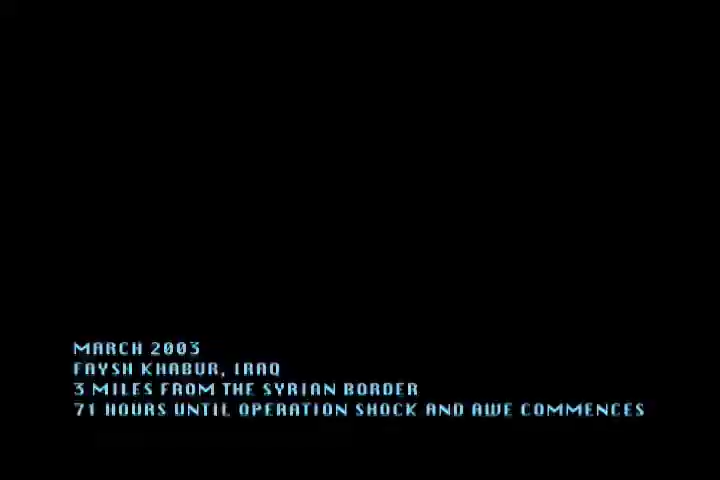 MARCH 2003
FAYSH KHABUR, IRAQ
3 MILES FROM THE SYRIAN BORDER
71 HOURS UNTIL OPERATION SHOCK AND AWE COMMENCES